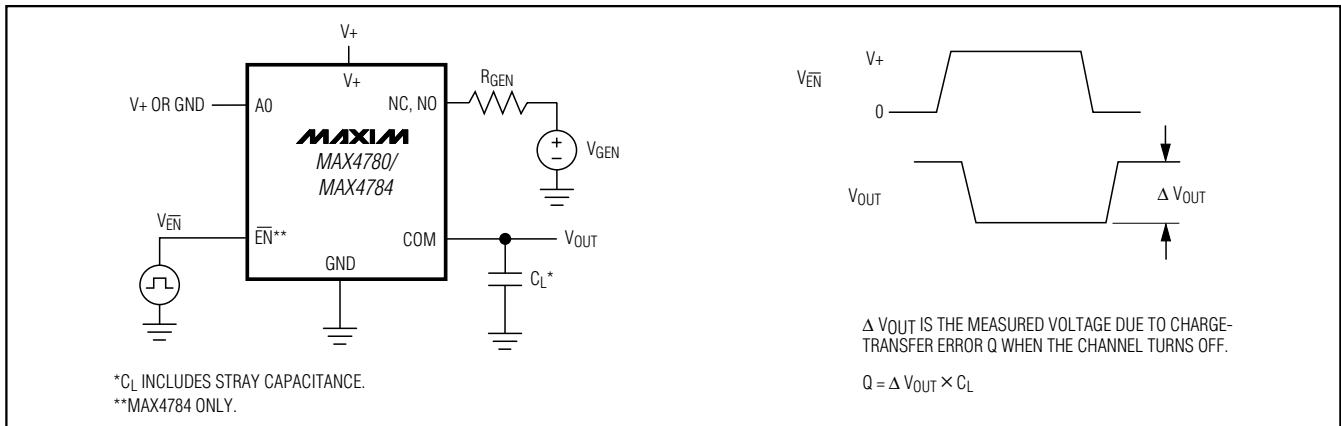 V+
V+
V+ OR GND
A0
NC, NO
RGEN
MAXIM
MAX4780/
MAX4784
+
−
VGEN
VEN̅
EN̅**
COM
VOUT
GND
CL*
*CL INCLUDES STRAY CAPACITANCE.
**MAX4784 ONLY.
V+
VEN̅
0
VOUT
Δ VOUT
Δ VOUT IS THE MEASURED VOLTAGE DUE TO CHARGE-
TRANSFER ERROR Q WHEN THE CHANNEL TURNS OFF.
Q = Δ VOUT × CL